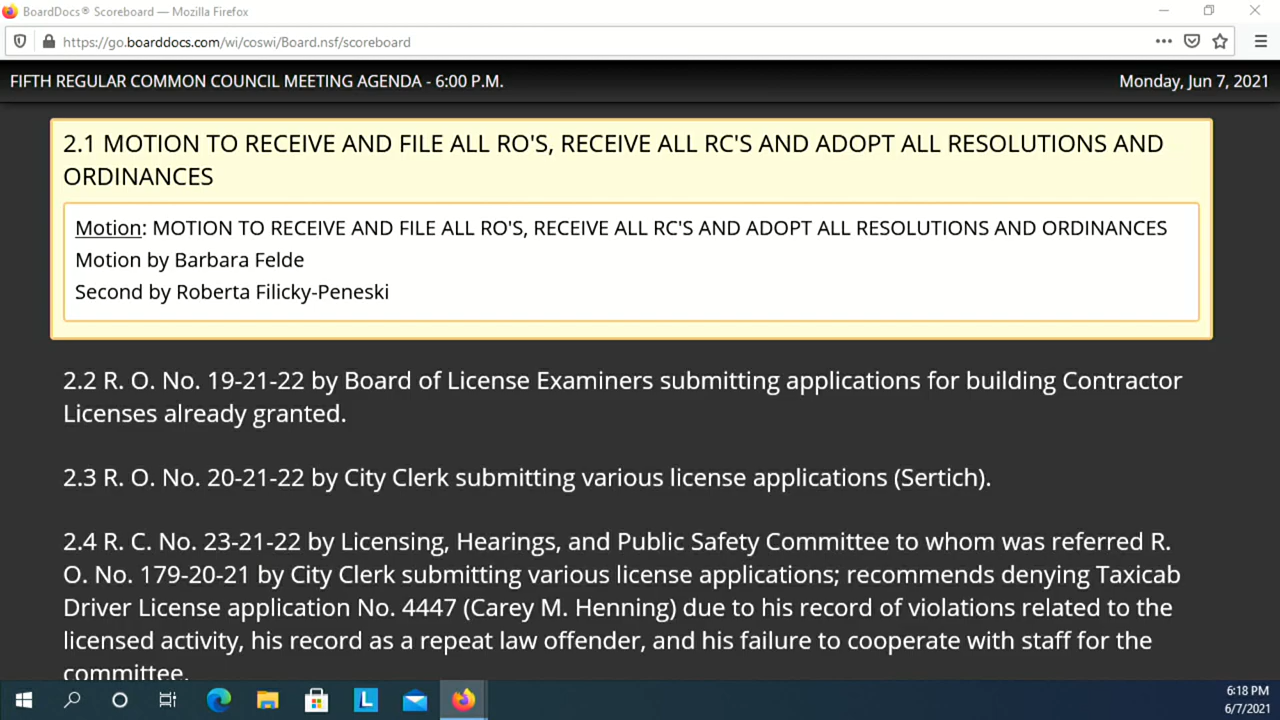 BoardDocs® Scoreboard — Mozilla Firefox
https://go.boarddocs.com/wi/coswi/Board.nsf/scoreboard
FIFTH REGULAR COMMON COUNCIL MEETING AGENDA - 6:00 P.M. Monday, Jun 7, 2021
2.1 MOTION TO RECEIVE AND FILE ALL RO'S, RECEIVE ALL RC'S AND ADOPT ALL RESOLUTIONS AND
ORDINANCES
Motion: MOTION TO RECEIVE AND FILE ALL RO'S, RECEIVE ALL RC'S AND ADOPT ALL RESOLUTIONS AND ORDINANCES
Motion by Barbara Felde
Second by Roberta Filicky-Peneski
2.2 R. O. No. 19-21-22 by Board of License Examiners submitting applications for building Contractor
Licenses already granted.
2.3 R. O. No. 20-21-22 by City Clerk submitting various license applications (Sertich).
2.4 R. C. No. 23-21-22 by Licensing, Hearings, and Public Safety Committee to whom was referred R.
O. No. 179-20-21 by City Clerk submitting various license applications; recommends denying Taxicab
Driver License application No. 4447 (Carey M. Henning) due to his record of violations related to the
licensed activity, his record as a repeat law offender, and his failure to cooperate with staff for the
committee.
L
6:18 PM
6/7/2021